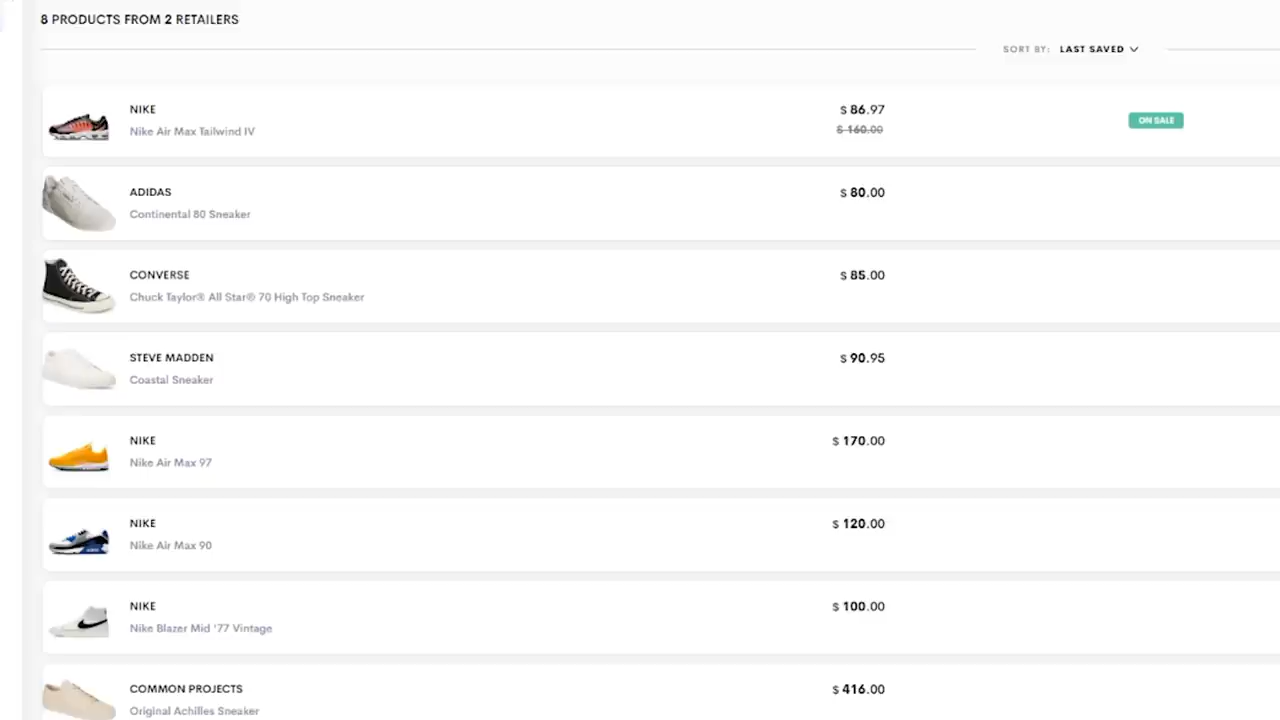 8 PRODUCTS FROM 2 RETAILERS
SORT BY: LAST SAVED
NIKE
$ 86.97
Nike Air Max Tailwind IV
$ 160.00
ON SALE
ADIDAS
$ 80.00
Continental 80 Sneaker
CONVERSE
$ 85.00
Chuck Taylor® All Star® 70 High Top Sneaker
STEVE MADDEN
$ 90.95
Coastal Sneaker
NIKE
$ 170.00
Nike Air Max 97
NIKE
$ 120.00
Nike Air Max 90
NIKE
$ 100.00
Nike Blazer Mid '77 Vintage
COMMON PROJECTS
$ 416.00
Original Achilles Sneaker